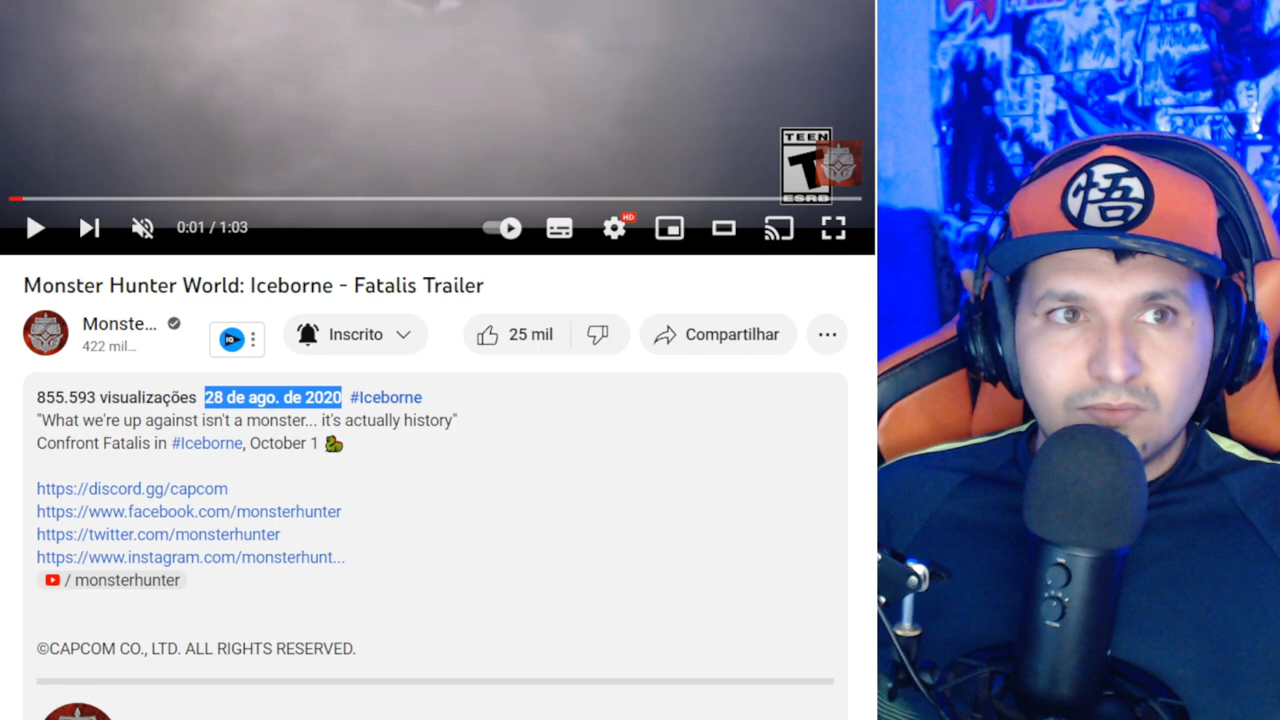 TEEN
T
ESRB
0:01 / 1:03
HD
Monster Hunter World: Iceborne - Fatalis Trailer
Monste...
422 mil...
IQ
Inscrito
25 mil
Compartilhar
855.593 visualizações 28 de ago. de 2020 #Iceborne
"What we're up against isn't a monster... it's actually history"
Confront Fatalis in #Iceborne, October 1
https://discord.gg/capcom
https://www.facebook.com/monsterhunter
https://twitter.com/monsterhunter
https://www.instagram.com/monsterhunt...
/ monsterhunter
©CAPCOM CO., LTD. ALL RIGHTS RESERVED.
悟